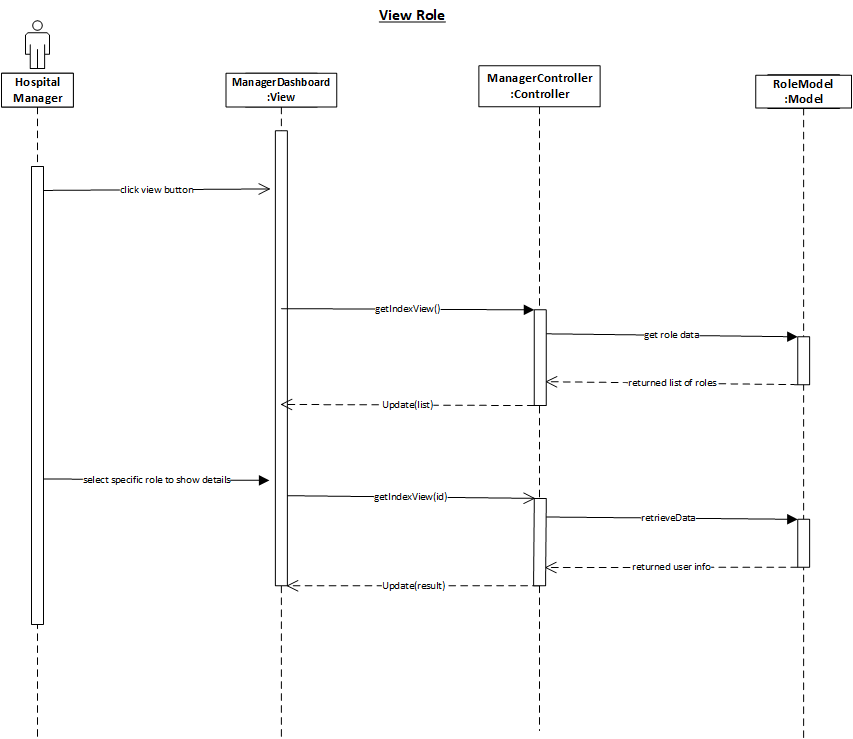 View Role
Hospital
Manager
ManagerDashboard
:View
ManagerController
:Controller
RoleModel
:Model
click view button
getIndexView()
get role data
returned list of roles
Update(list)
select specific role to show details
getIndexView(id)
retrieveData
returned user info
Update(result)